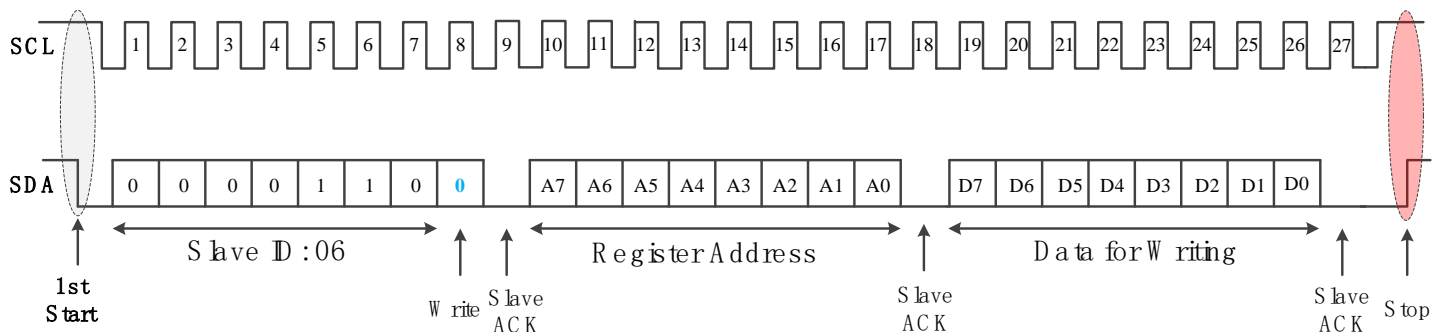 SCL 1 2 3 4 5 6 7 8 9 10 11 12 13 14 15 16 17 18 19 20 21 22 23 24 25 26 27
SDA 0 0 0 0 1 1 0 0 A7 A6 A5 A4 A3 A2 A1 A0 D7 D6 D5 D4 D3 D2 D1 D0
Slave ID:06
Register Address
Data for Writing
1st
Start
Write
Slave
ACK
Slave
ACK
Slave
ACK
Stop